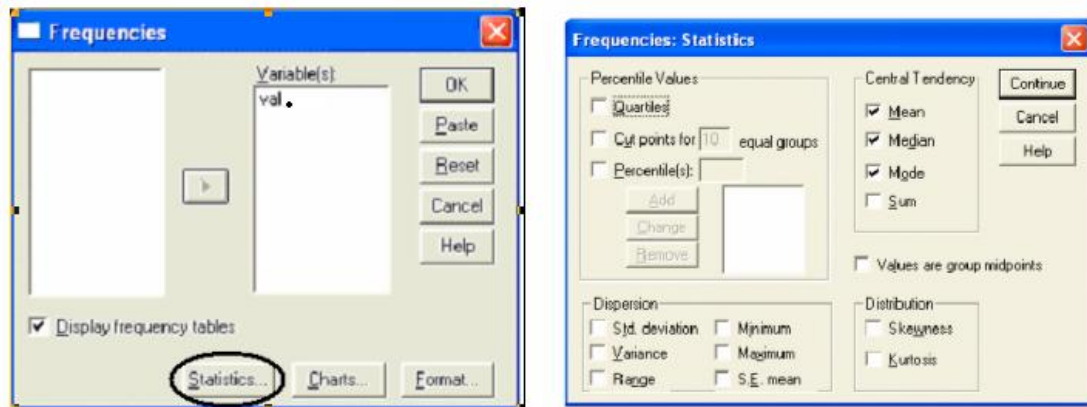 Frequencies
Variable(s):
val
OK
Paste
Reset
Cancel
Help
Display frequency tables
Statistics...
Charts...
Format...
Frequencies: Statistics
Percentile Values
Quartiles
Cut points for 10 equal groups
Percentile(s):
Add
Change
Remove
Central Tendency
Mean
Median
Mode
Sum
Continue
Cancel
Help
Values are group midpoints
Dispersion
Std. deviation
Minimum
Variance
Maximum
Range
S.E. mean
Distribution
Skewness
Kurtosis